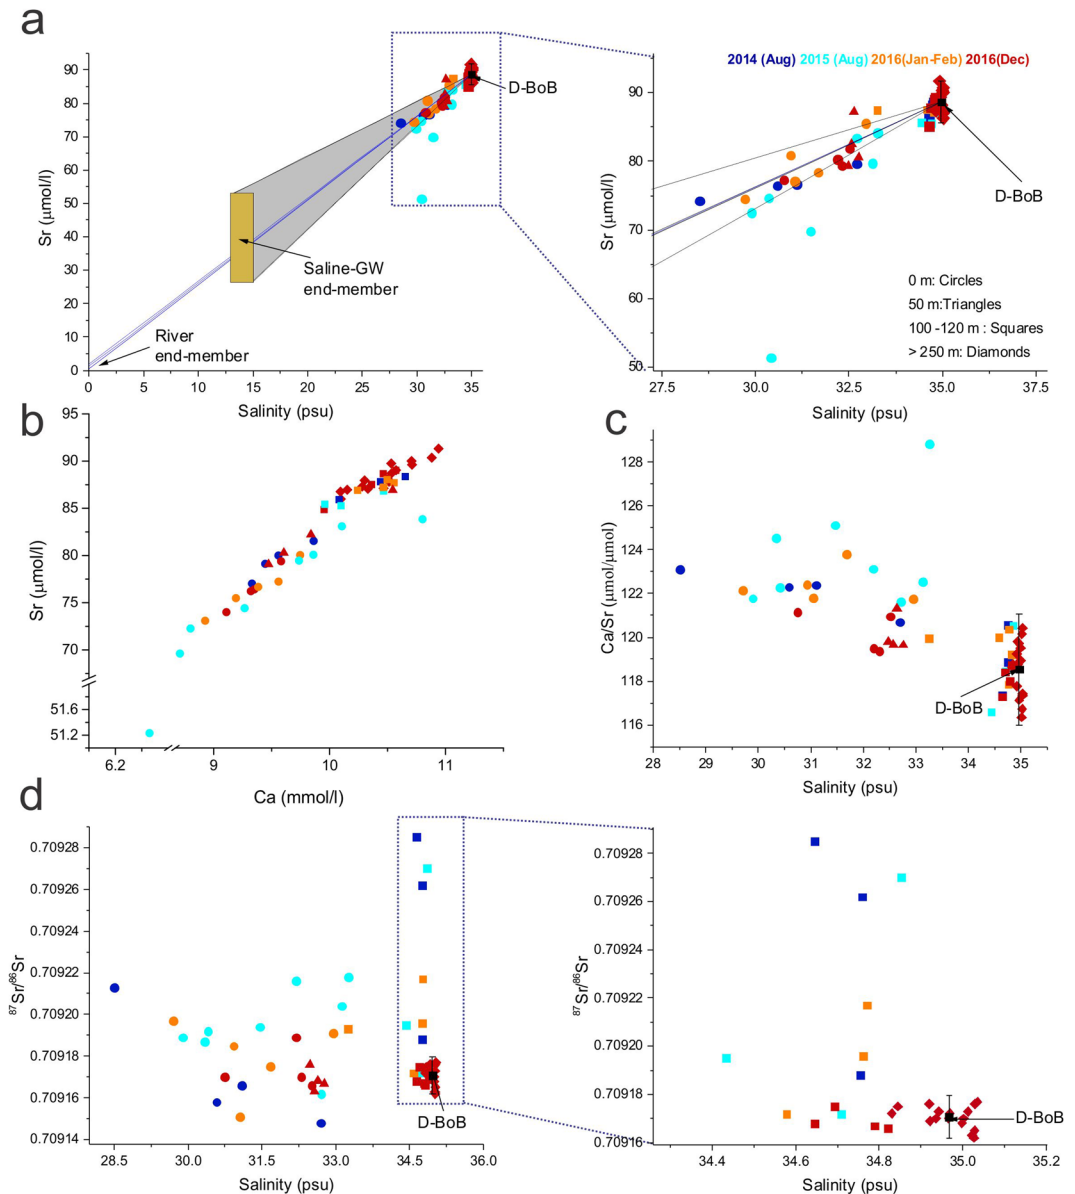 a
2014 (Aug) 2015 (Aug) 2016(Jan-Feb) 2016(Dec)
90
80
70
60
50
40
30
20
10
0
Sr (μmol/l)
D-BoB
Saline-GW
end-member
River
end-member
0 5 10 15 20 25 30 35
Salinity (psu)
90
80
70
60
50
Sr (μmol/l)
D-BoB
0 m: Circles
50 m:Triangles
100 -120 m : Squares
> 250 m: Diamonds
27.5 30.0 32.5 35.0 37.5
Salinity (psu)
b
95
90
85
80
75
70
51.6
51.2
Sr (μmol/l)
6.2 9 10 11
Ca (mmol/l)
c
128
126
124
122
120
118
116
Ca/Sr (μmol/μmol)
D-BoB
28 29 30 31 32 33 34 35
Salinity (psu)
d
0.70928
0.70926
0.70924
0.70922
0.70920
0.70918
0.70916
0.70914
87Sr/86Sr
D-BoB
28.5 30.0 31.5 33.0 34.5 36.0
Salinity (psu)
0.70928
0.70926
0.70924
0.70922
0.70920
0.70918
0.70916
87Sr/86Sr
D-BoB
34.4 34.6 34.8 35.0 35.2
Salinity (psu)